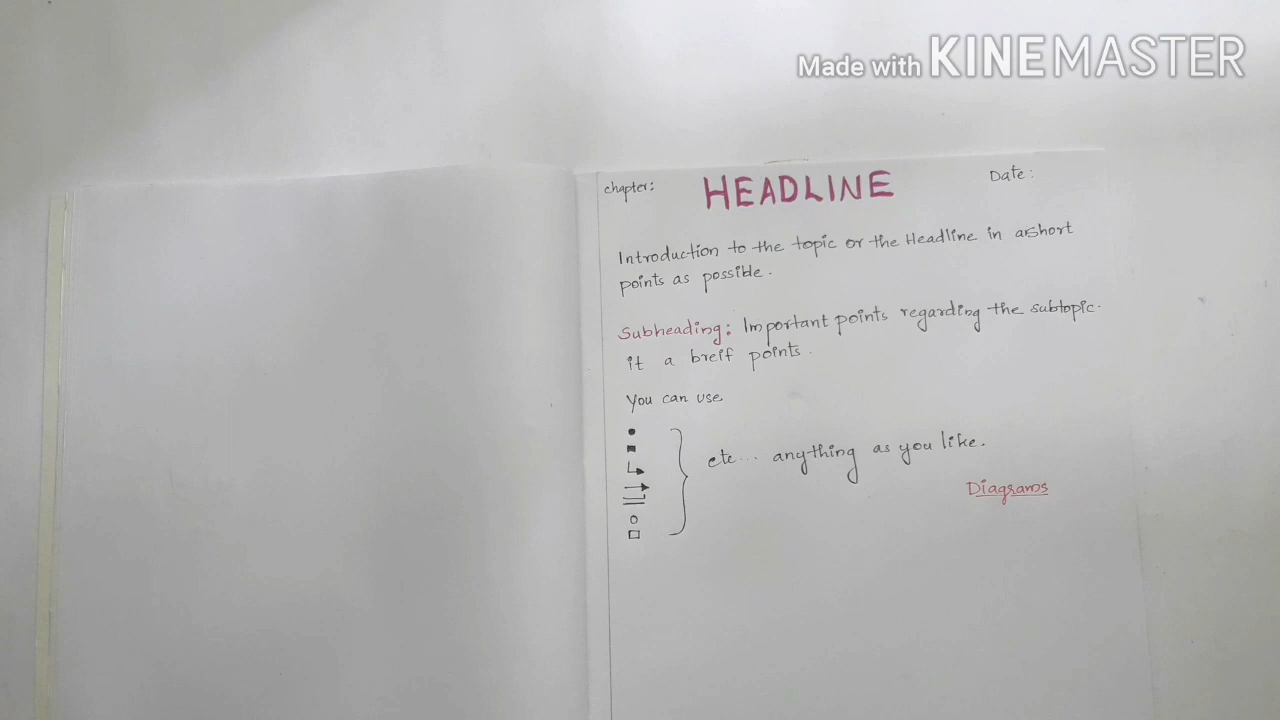 Made with KINEMASTER
chapter: HEADLINE Date:
Introduction to the topic or the Headline in a short
points as possible.
Subheading: Important points regarding the subtopic.
it a breif points.
You can use
etc... anything as you like.
Diagrams